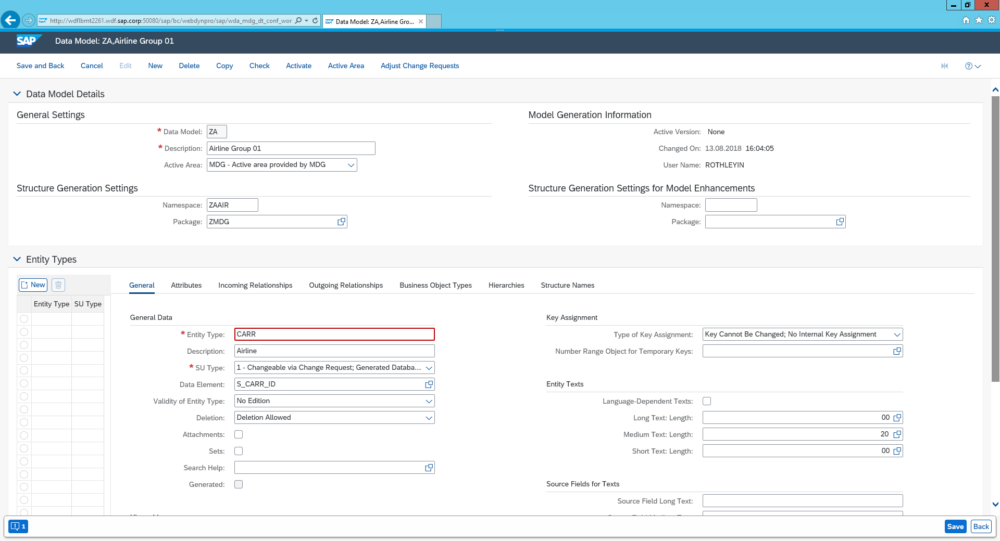 http://wdflbmt2261.wdf.sap.corp:50080/sap/bc/webdynpro/sap/wda_mdg_dt_conf_wor
Data Model: ZA,Airline Gro...
SAP Data Model: ZA,Airline Group 01
Save and Back Cancel Edit New Delete Copy Check Activate Active Area Adjust Change Requests
Data Model Details
General Settings
* Data Model: ZA
* Description: Airline Group 01
Active Area: MDG - Active area provided by MDG
Model Generation Information
Active Version: None
Changed On: 13.08.2018 16:04:05
User Name: ROTHLEYIN
Structure Generation Settings
Namespace: ZAAIR
Package: ZMDG
Structure Generation Settings for Model Enhancements
Namespace:
Package:
Entity Types
New
Entity Type SU Type
General Attributes Incoming Relationships Outgoing Relationships Business Object Types Hierarchies Structure Names
General Data
* Entity Type: CARR
Description: Airline
* SU Type: 1 - Changeable via Change Request; Generated Databa...
Data Element: S_CARR_ID
Validity of Entity Type: No Edition
Deletion: Deletion Allowed
Attachments:
Sets:
Search Help:
Generated:
Key Assignment
Type of Key Assignment: Key Cannot Be Changed; No Internal Key Assignment
Number Range Object for Temporary Keys:
Entity Texts
Language-Dependent Texts:
Long Text: Length: 00
Medium Text: Length: 20
Short Text: Length: 00
Source Fields for Texts
Source Field Long Text:
1
Save Back